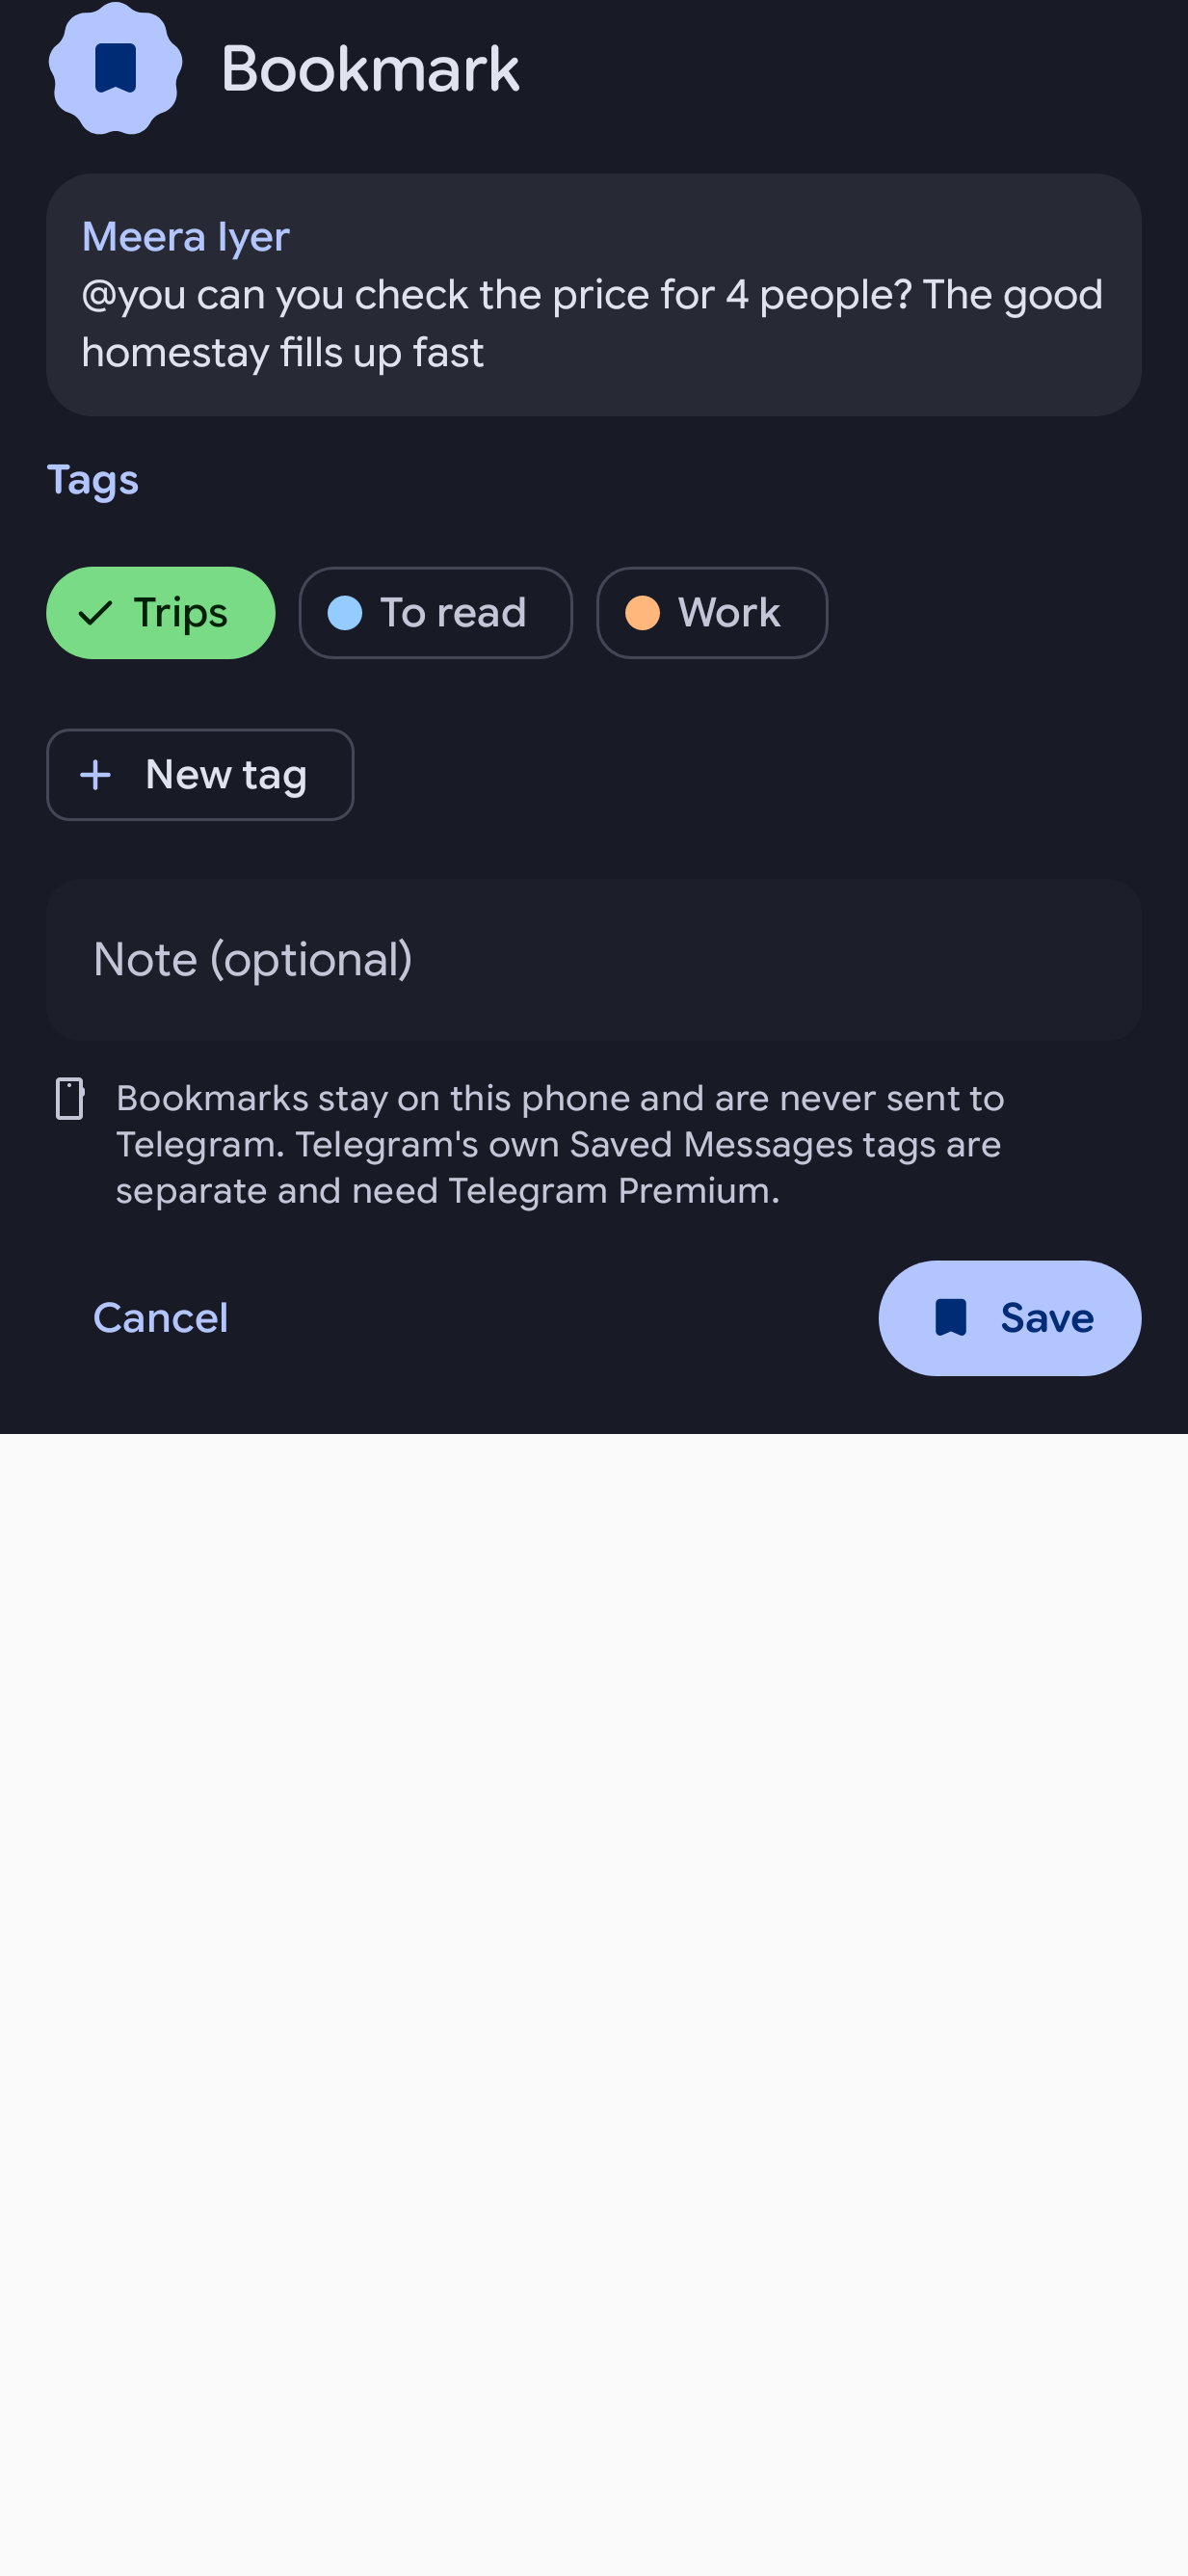 Bookmark
Meera Iyer
@you can you check the price for 4 people? The good
homestay fills up fast
Tags
Trips
To read
Work
New tag
Note (optional)
Bookmarks stay on this phone and are never sent to
Telegram. Telegram's own Saved Messages tags are
separate and need Telegram Premium.
Cancel
Save